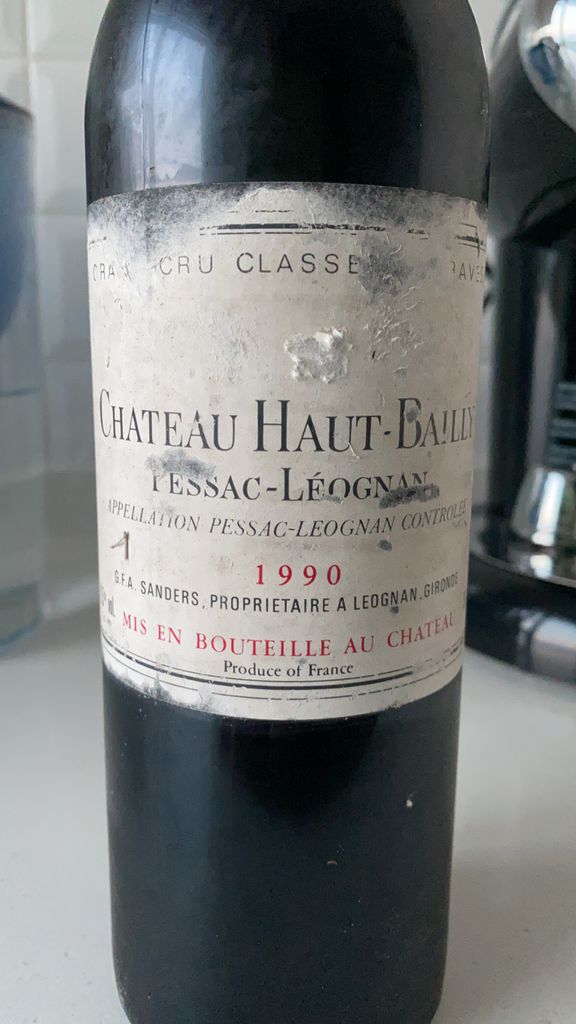 CRU CLASSE
CHATEAU HAUT-BAILLY
PESSAC-LÉOGNAN
APPELLATION PESSAC-LEOGNAN CONTROLÉE
1990
G.F.A. SANDERS, PROPRIETAIRE A LEOGNAN. GIRONDE
MIS EN BOUTEILLE AU CHATEAU
Produce of France